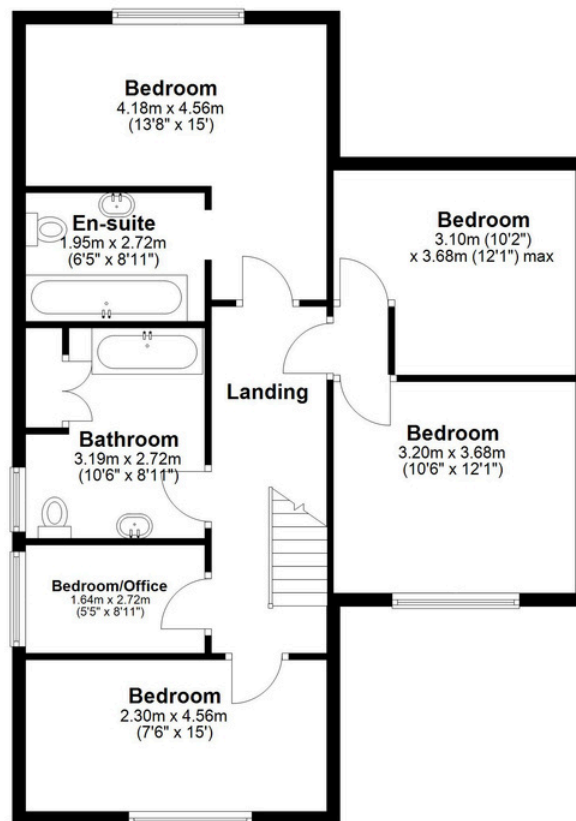 Bedroom
4.18m x 4.56m
(13'8" x 15')
En-suite
1.95m x 2.72m
(6'5" x 8'11")
Bedroom
3.10m (10'2")
x 3.68m (12'1") max
Landing
Bathroom
3.19m x 2.72m
(10'6" x 8'11")
Bedroom
3.20m x 3.68m
(10'6" x 12'1")
Bedroom/Office
1.64m x 2.72m
(5'5" x 8'11")
Bedroom
2.30m x 4.56m
(7'6" x 15')